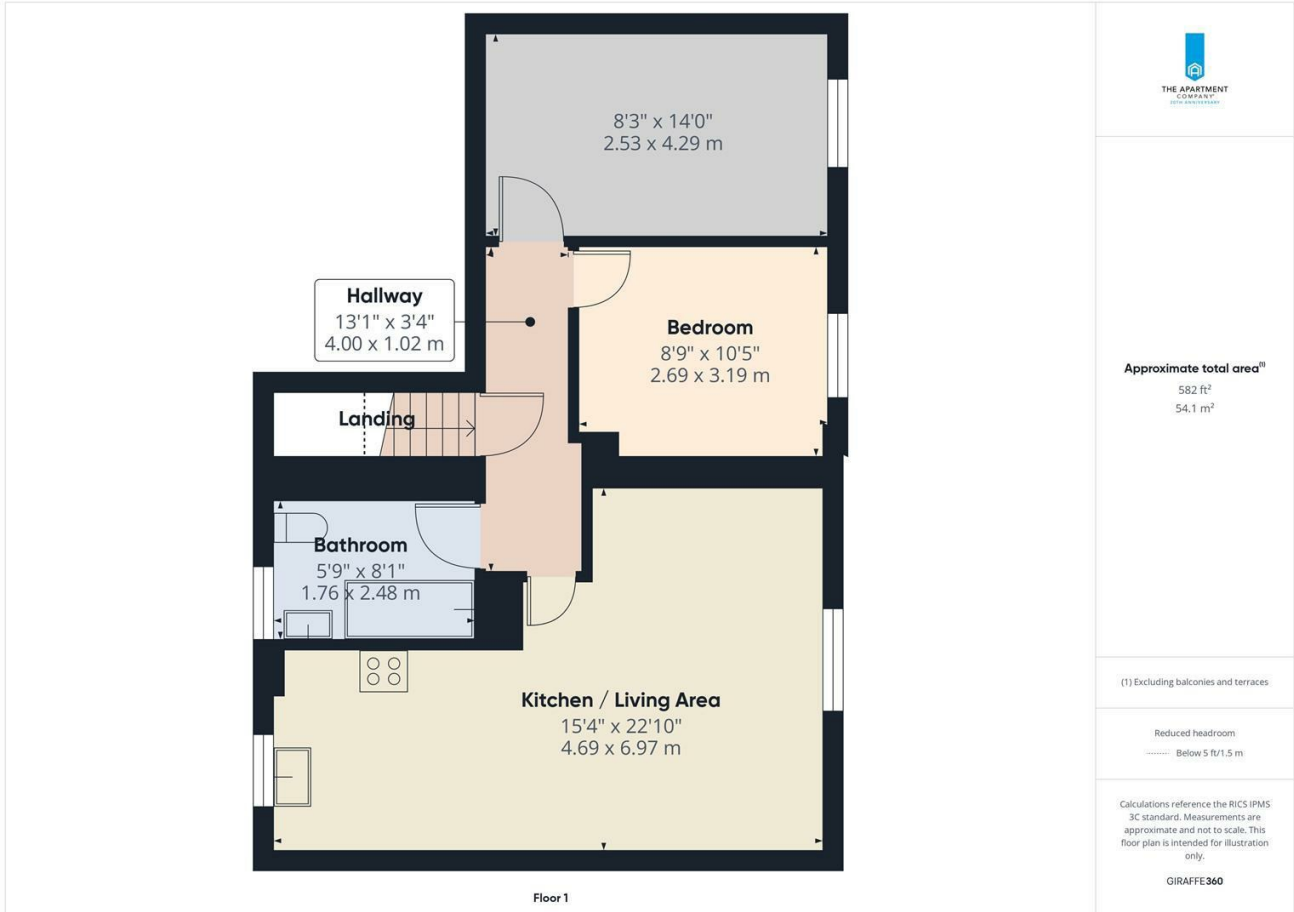 8'3" x 14'0"
2.53 x 4.29 m
Hallway
13'1" x 3'4"
4.00 x 1.02 m
Bedroom
8'9" x 10'5"
2.69 x 3.19 m
Landing
Bathroom
5'9" x 8'1"
1.76 x 2.48 m
Kitchen / Living Area
15'4" x 22'10"
4.69 x 6.97 m
Floor 1
THE APARTMENT
COMPANY
20TH ANNIVERSARY
Approximate total area(1)
582 ft²
54.1 m²
(1) Excluding balconies and terraces
Reduced headroom
Below 5 ft/1.5 m
Calculations reference the RICS IPMS
3C standard. Measurements are
approximate and not to scale. This
floor plan is intended for illustration
only.
GIRAFFE360